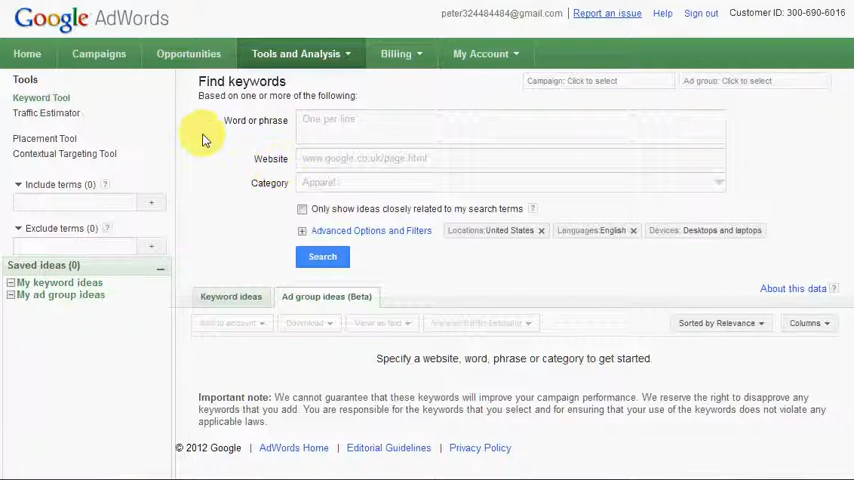 Google AdWords
peter324484484@gmail.com | Report an issue | Help | Sign out Customer ID: 300-690-6016
Home Campaigns Opportunities Tools and Analysis Billing My Account
Tools
Keyword Tool
Traffic Estimator
Placement Tool
Contextual Targeting Tool
Include terms (0) ?
+
Exclude terms (0) ?
+
Saved ideas (0)
My keyword ideas
My ad group ideas
Find keywords
Based on one or more of the following:
Campaign: Click to select Ad group: Click to select
Word or phrase One per line
Website www.google.co.uk/page.html
Category Apparel
Only show ideas closely related to my search terms ?
Advanced Options and Filters Locations: United States Languages: English Devices: Desktops and laptops
Search
About this data ?
Keyword ideas Ad group ideas (Beta)
Add to account Download View as text Sorted by Relevance Columns
Specify a website, word, phrase or category to get started.
Important note: We cannot guarantee that these keywords will improve your campaign performance. We reserve the right to disapprove any
keywords that you add. You are responsible for the keywords that you select and for ensuring that your use of the keywords does not violate any
applicable laws.
© 2012 Google | AdWords Home | Editorial Guidelines | Privacy Policy